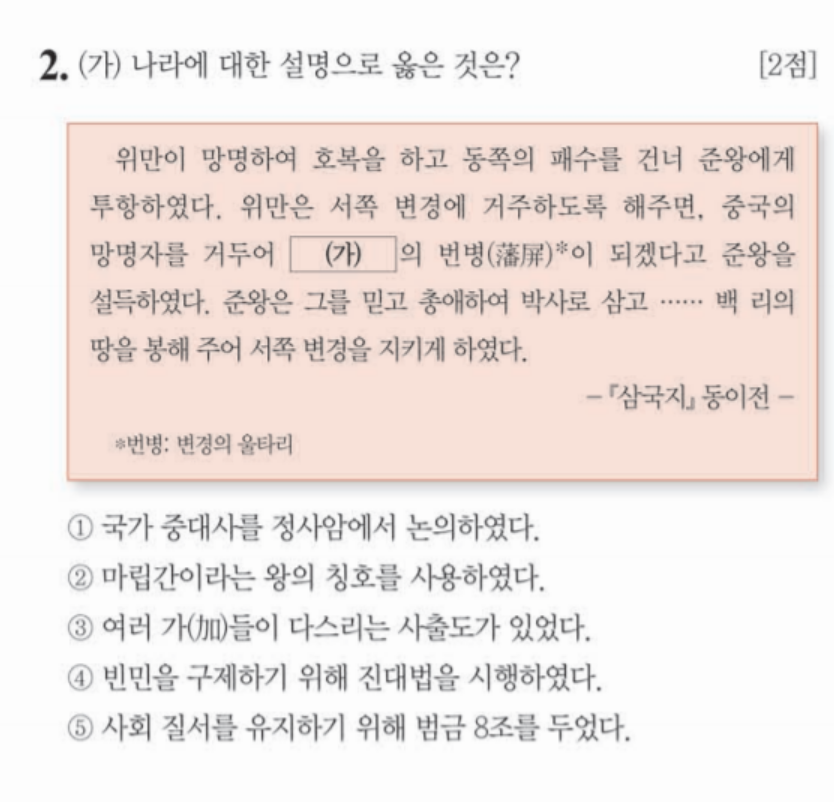 2. (가) 나라에 대한 설명으로 옳은 것은? [2점]
위만이 망명하여 호복을 하고 동쪽의 패수를 건너 준왕에게
투항하였다. 위만은 서쪽 변경에 거주하도록 해주면, 중국의
망명자를 거두어 (가) 의 번병(藩屏)*이 되겠다고 준왕을
설득하였다. 준왕은 그를 믿고 총애하여 박사로 삼고 …… 백 리의
땅을 봉해 주어 서쪽 변경을 지키게 하였다.
－『삼국지』 동이전－
*번병: 변경의 울타리
① 국가 중대사를 정사암에서 논의하였다.
② 마립간이라는 왕의 칭호를 사용하였다.
③ 여러 가(加)들이 다스리는 사출도가 있었다.
④ 빈민을 구제하기 위해 진대법을 시행하였다.
⑤ 사회 질서를 유지하기 위해 범금 8조를 두었다.